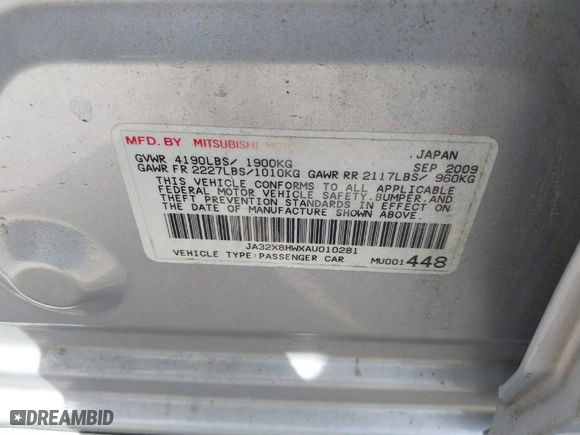 MFD. BY MITSUBISHI
JAPAN
GVWR 4190LBS/ 1900KG
SEP 2009
GAWR FR 2227LBS/1010KG GAWR RR 2117LBS/ 960KG
THIS VEHICLE CONFORMS TO ALL APPLICABLE
FEDERAL MOTOR VEHICLE SAFETY.BUMPER.AND
THEFT PREVENTION STANDARDS IN EFFECT ON
THE DATE OF MANUFACTURE SHOWN ABOVE.
JA32X8HWXAU010281
VEHICLE TYPE:PASSENGER CAR
MU001448
DREAMBID